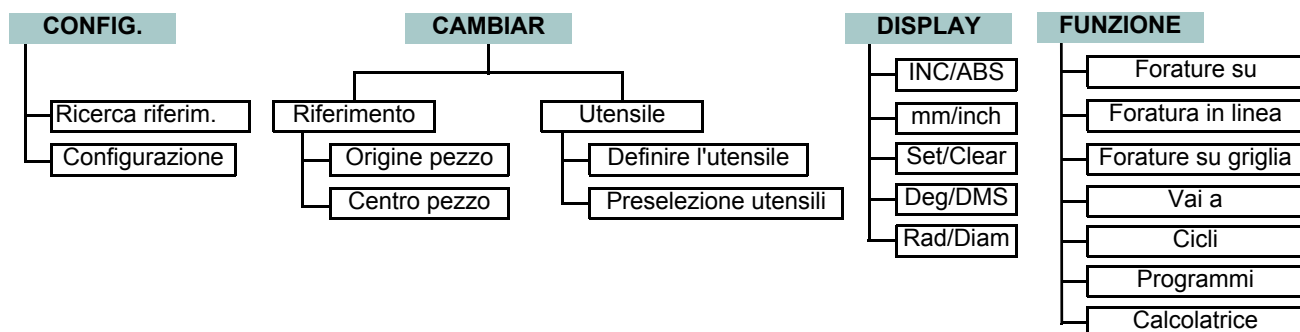 CONFIG.
Ricerca riferim.
Configurazione
CAMBIAR
Riferimento
Origine pezzo
Centro pezzo
Utensile
Definire l'utensile
Preselezione utensili
DISPLAY
INC/ABS
mm/inch
Set/Clear
Deg/DMS
Rad/Diam
FUNZIONE
Forature su
Foratura in linea
Forature su griglia
Vai a
Cicli
Programmi
Calcolatrice